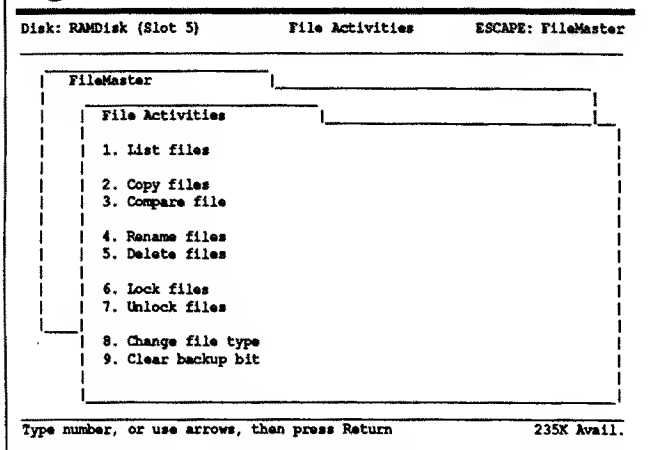 Disk: RAMDisk (Slot 5) File Activities ESCAPE: FileMaster
FileMaster
File Activities
1. List files
2. Copy files
3. Compare file
4. Rename files
5. Delete files
6. Lock files
7. Unlock files
8. Change file type
9. Clear backup bit
Type number, or use arrows, then press Return 235K Avail.